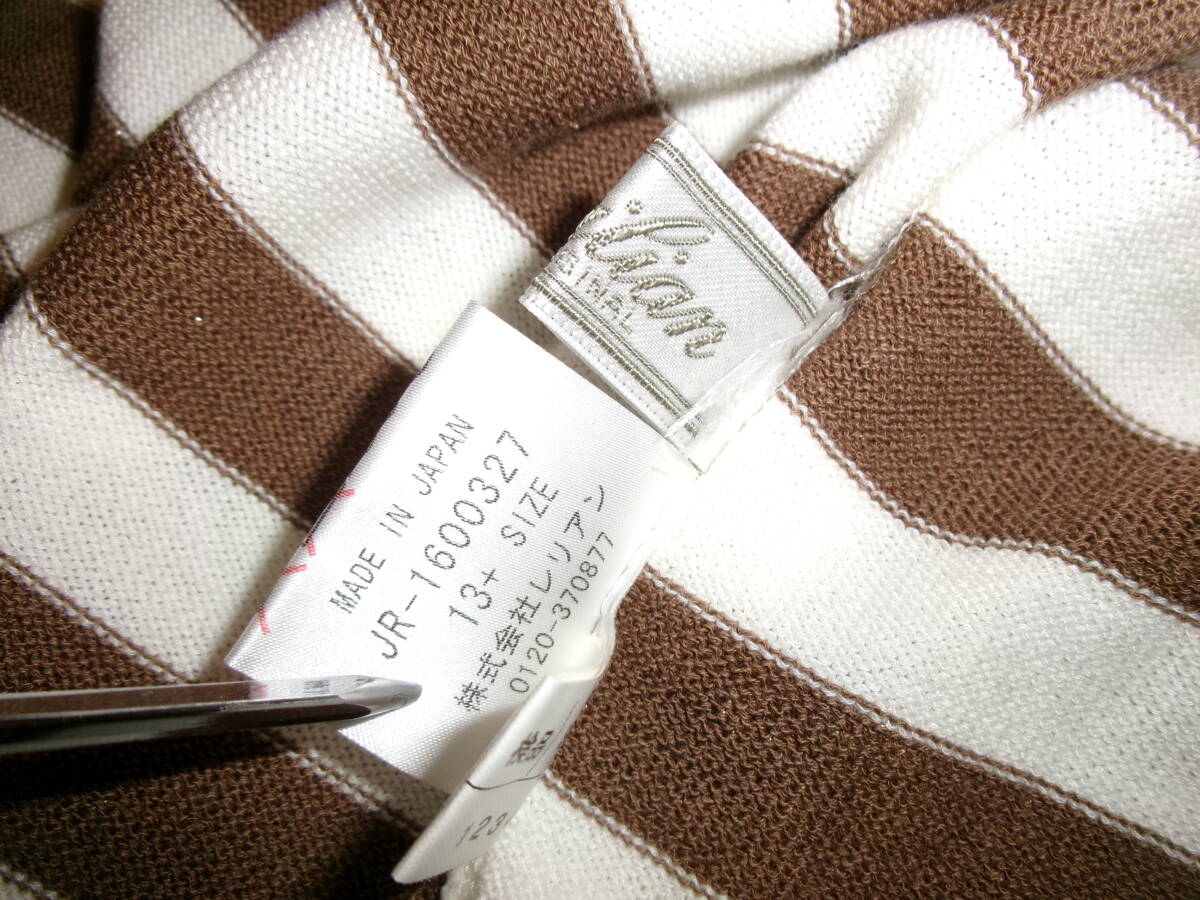 MADE IN JAPAN
JR-1600327
13+ SIZE
株式会社レリアン
0120-370877